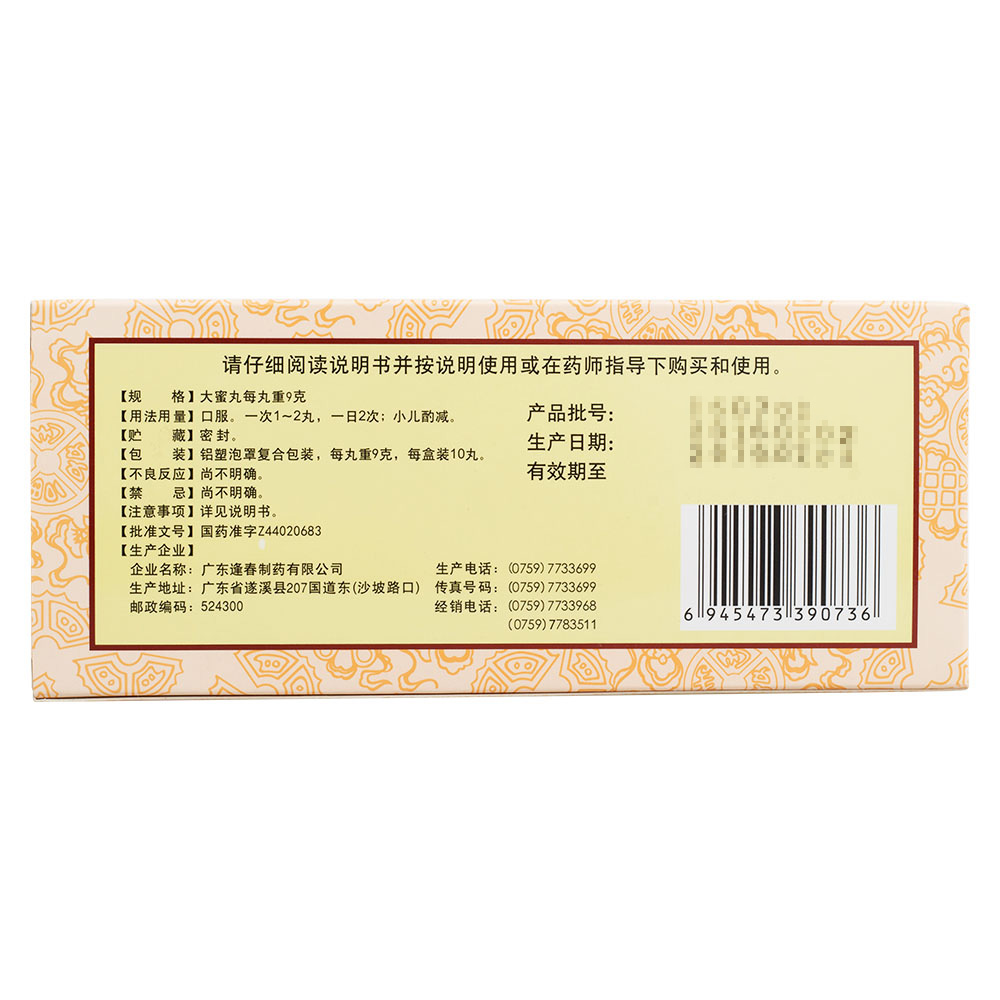 请仔细阅读说明书并按说明使用或在药师指导下购买和使用。
【规 格】大蜜丸每丸重9克
【用法用量】口服。一次1~2丸，一日2次；小儿酌减。
【贮 藏】密封。
【包 装】铝塑泡罩复合包装，每丸重9克，每盒装10丸。
【不良反应】尚不明确。
【禁 忌】尚不明确。
【注意事项】详见说明书。
【批准文号】国药准字Z44020683
【生产企业】
企业名称：广东逢春制药有限公司
生产地址：广东省遂溪县207国道东(沙坡路口)
邮政编码：524300
生产电话：(0759)7733699
传真号码：(0759)7733699
经销电话：(0759)7733968
(0759)7783511
产品批号：
生产日期：
有效期至
6 945473 390736